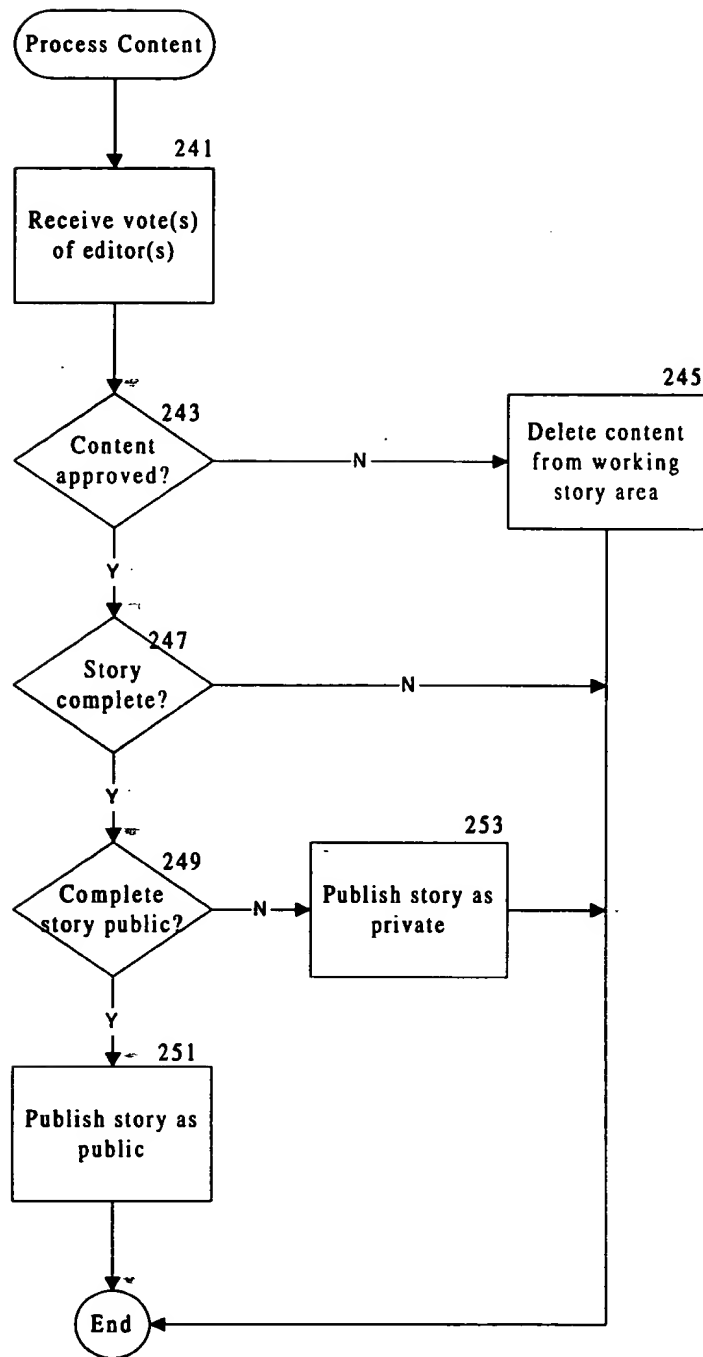 Process Content
241
Receive vote(s)
of editor(s)
243
Content
approved?
N
245
Delete content
from working
story area
Y
247
Story
complete?
N
Y
249
Complete
story public?
N
253
Publish story as
private
Y
251
Publish story as
public
End